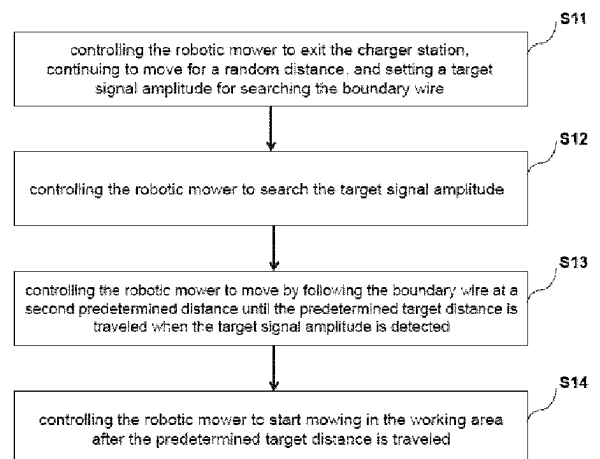 S11
controlling the robotic mower to exit the charger station,
continuing to move for a random distance, and setting a target
signal amplitude for searching the boundary wire
S12
controlling the robotic mower to search the target signal amplitude
S13
controlling the robotic mower to move by following the boundary wire at a
second predetermined distance until the predetermined target distance is
traveled when the target signal amplitude is detected
S14
controlling the robotic mower to start mowing in the working area
after the predetermined target distance is traveled